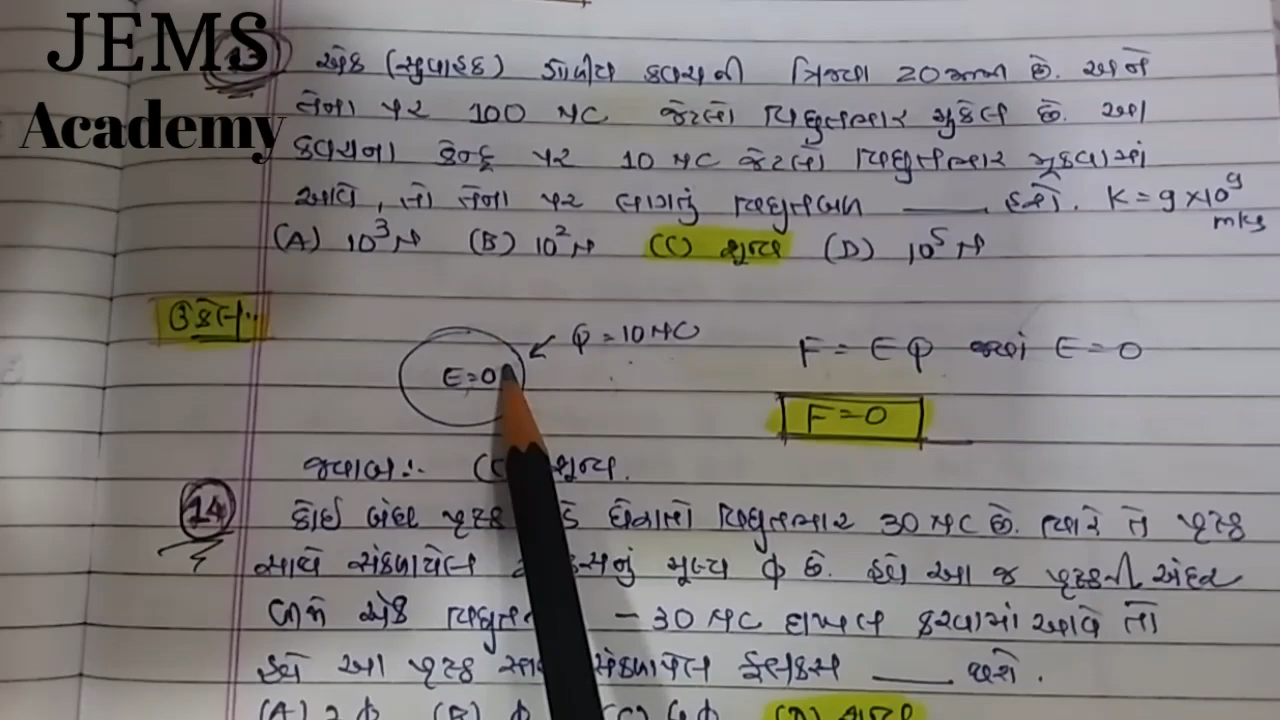 JEMS
Academy
એક (સુવાહક) ગોળીય કવચની ત્રિજ્યા 20 mm છે. અને
તેના પર 100 μC જેટલો વિદ્યુતભાર મુકેલ છે. આ
કવચના કેન્દ્ર પર 10 μC જેટલો વિદ્યુતભાર મૂકવામાં
આવે, તો તેના પર લાગતું વિદ્યુતબળ ____ હશે. K = 9 × 10⁹ mks
(A) 10³ N (B) 10² N (C) શૂન્ય (D) 10⁵ N
ઉકેલ:
E=0
q = 10 μC
F = Eq જ્યાં E = 0
F = 0
જવાબ:- (C શૂન્ય.
14 કોઈ બંધ પૃષ્ઠ ઘેરાતો વિદ્યુતભાર 30 μC છે. ત્યારે તે પૃષ્ઠ
સાથે સંકળાયેલ મૂલ્ય ϕ છે. હવે આ જ પૃષ્ઠની અંદર
બીજો એક - 30 μC દાખલ કરવામાં આવે તો
હવે આ પૃષ્ઠ સંકળાયેલ ફ્લક્સ ____ થશે.
(A) 2 ϕ (B) ϕ (D) શૂન્ય